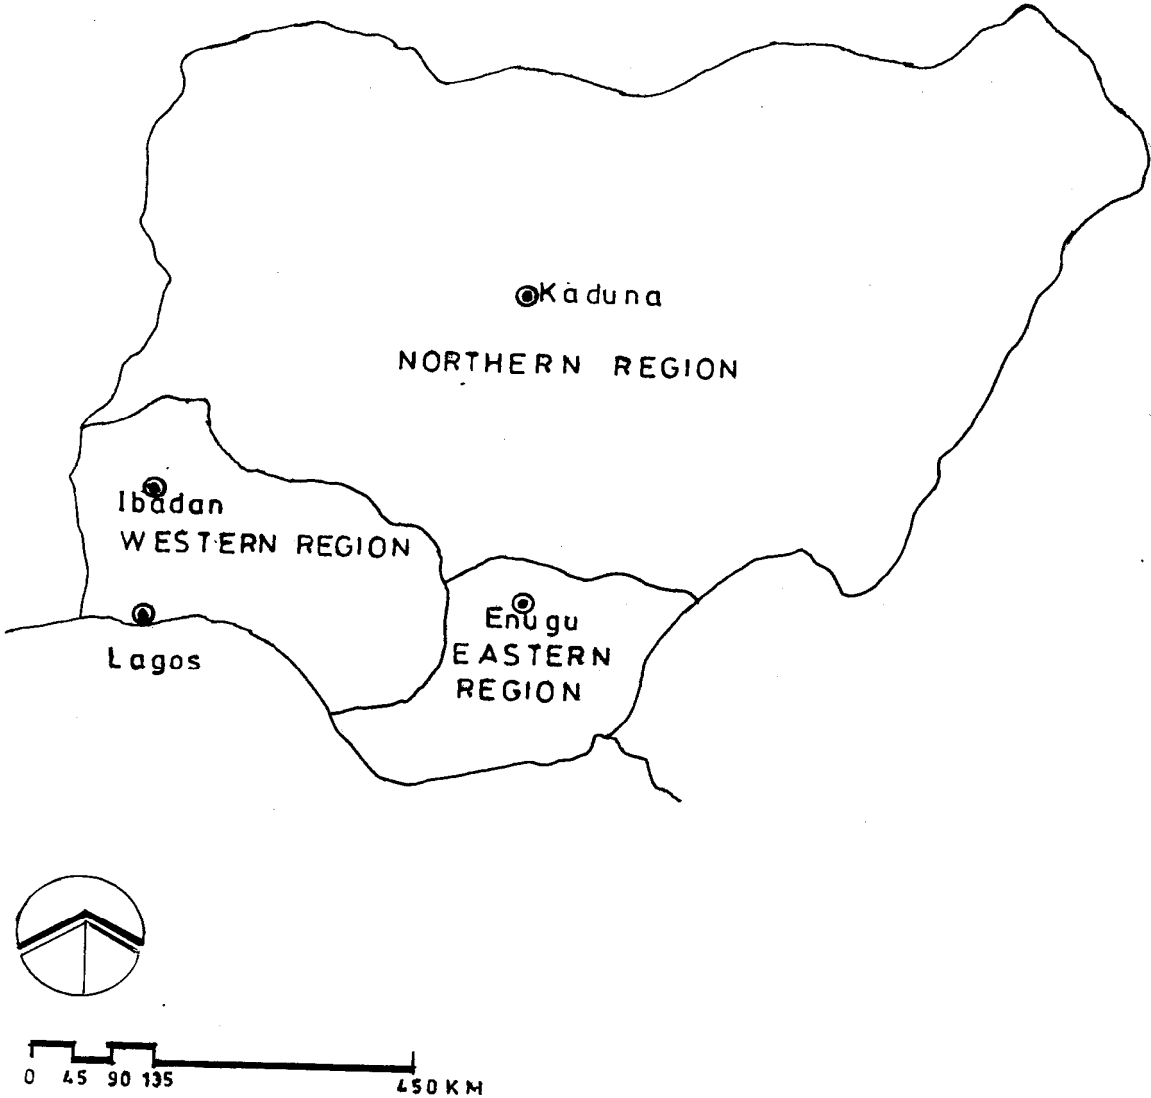 Kaduna
NORTHERN REGION
Ibadan
WESTERN REGION
Enugu
EASTERN
REGION
Lagos
0 45 90 135 450 KM